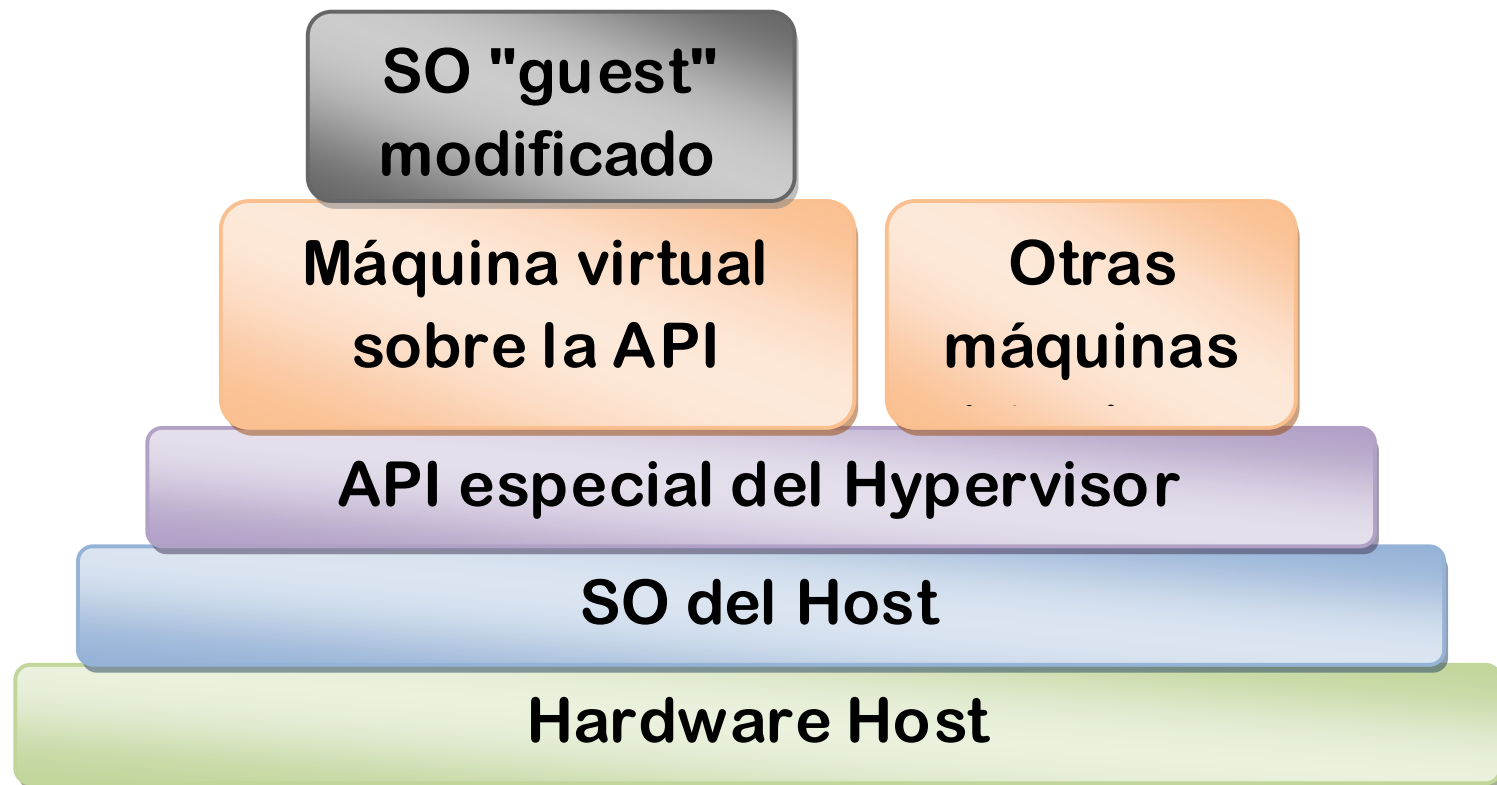 SO "guest"
modificado
Máquina virtual
sobre la API
Otras
máquinas
API especial del Hypervisor
SO del Host
Hardware Host